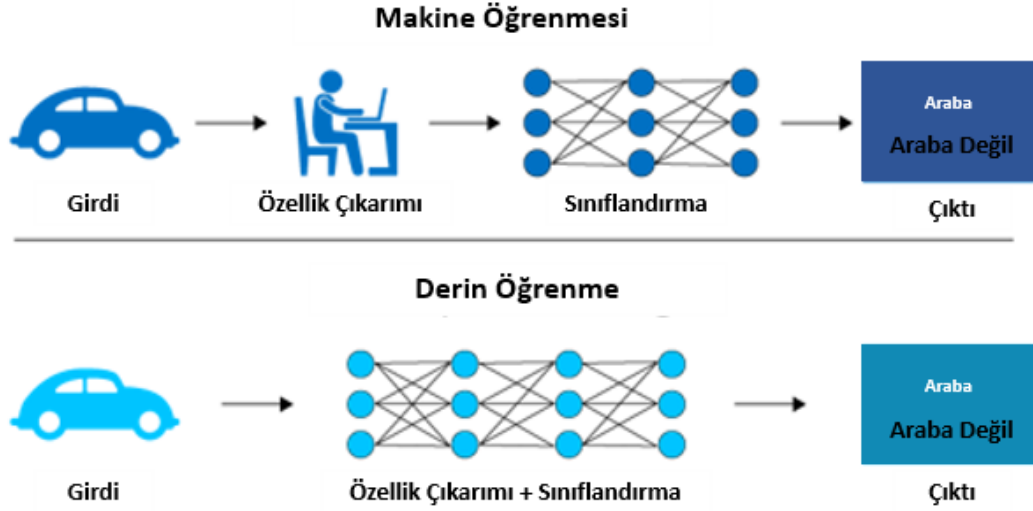 Makine Öğrenmesi
Araba
Araba Değil
Girdi
Özellik Çıkarımı
Sınıflandırma
Çıktı
Derin Öğrenme
Araba
Araba Değil
Girdi
Özellik Çıkarımı + Sınıflandırma
Çıktı